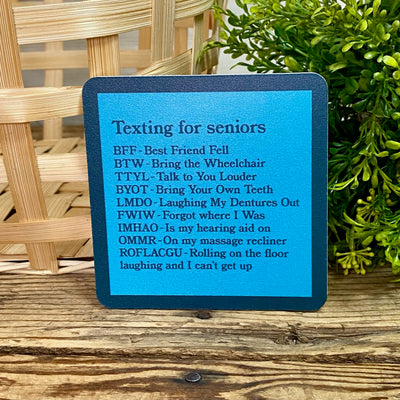 Texting for seniors
BFF-Best Friend Fell
BTW-Bring the Wheelchair
TTYL-Talk to You Louder
BYOT-Bring Your Own Teeth
LMDO-Laughing My Dentures Out
FWIW-Forgot where I Was
IMHAO-Is my hearing aid on
OMMR-On my massage recliner
ROFLACGU-Rolling on the floor
laughing and I can't get up